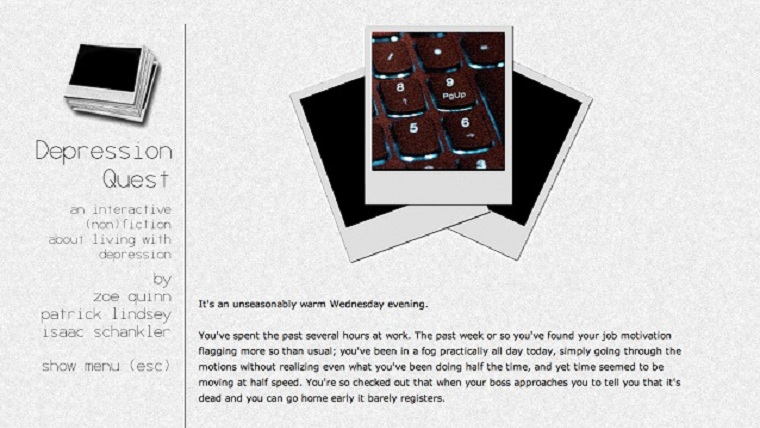 Depression
Quest
an interactive
(non)fiction
about living with
depression
by
zoe quinn
patrick lindsey
isaac schankler
show menu (esc)
7
8
↑
9
PgUp
5
6
→
3
It's an unseasonably warm Wednesday evening.
You've spent the past several hours at work. The past week or so you've found your job motivation
flagging more so than usual; you've been in a fog practically all day today, simply going through the
motions without realizing even what you've been doing half the time, and yet time seemed to be
moving at half speed. You're so checked out that when your boss approaches you to tell you that it's
dead and you can go home early it barely registers.